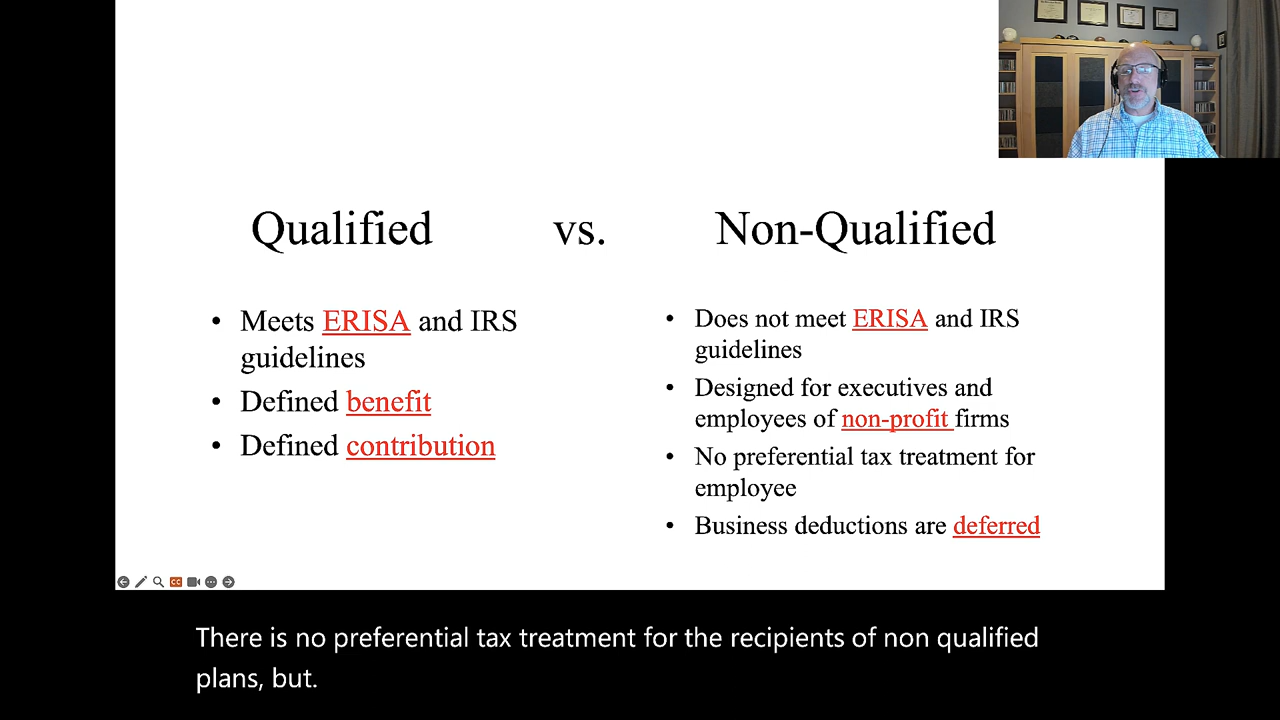 Qualified vs. Non-Qualified
• Meets ERISA and IRS
guidelines
• Defined benefit
• Defined contribution
• Does not meet ERISA and IRS
guidelines
• Designed for executives and
employees of non-profit firms
• No preferential tax treatment for
employee
• Business deductions are deferred
CC
There is no preferential tax treatment for the recipients of non qualified
plans, but.